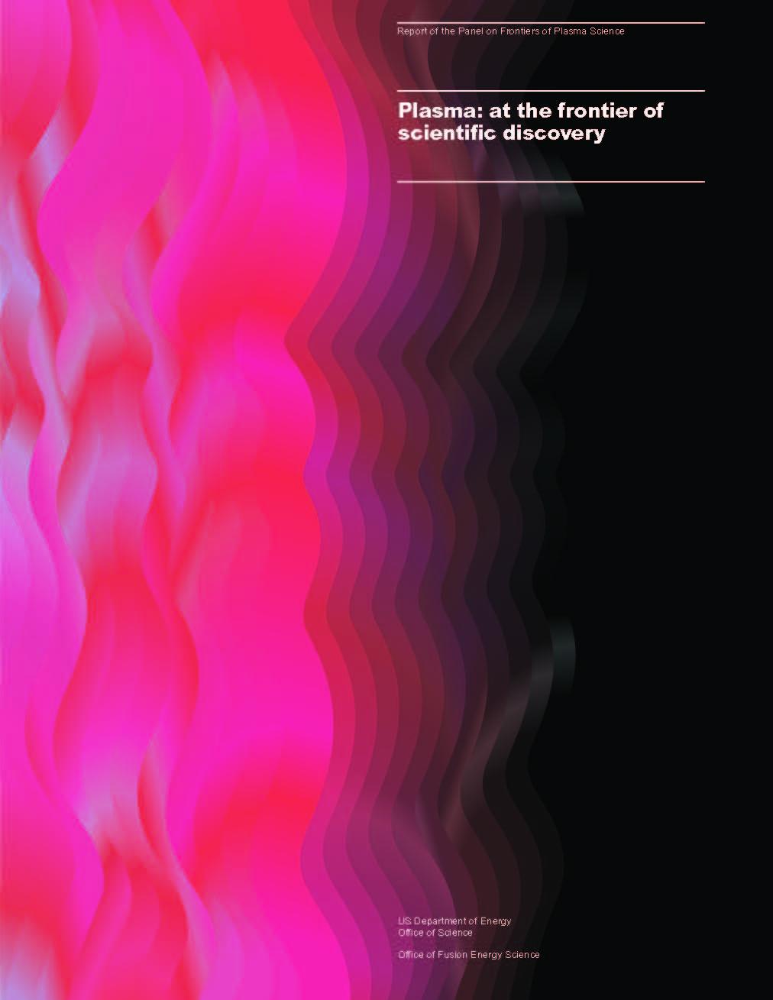 Report of the Panel on Frontiers of Plasma Science
Plasma: at the frontier of
scientific discovery
US Department of Energy
Office of Science
Office of Fusion Energy Science